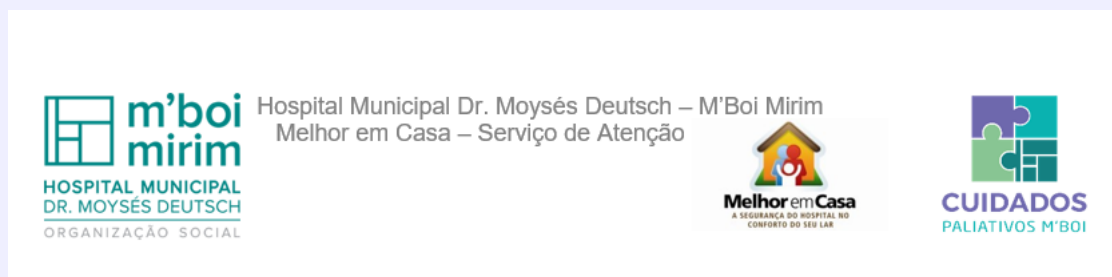 m'boi
mirim
HOSPITAL MUNICIPAL
DR. MOYSÉS DEUTSCH
ORGANIZAÇÃO SOCIAL
Hospital Municipal Dr. Moysés Deutsch – M'Boi Mirim
Melhor em Casa – Serviço de Atenção
Melhor em Casa
A SEGURANÇA DO HOSPITAL NO
CONFORTO DO SEU LAR
CUIDADOS
PALIATIVOS M'BOI